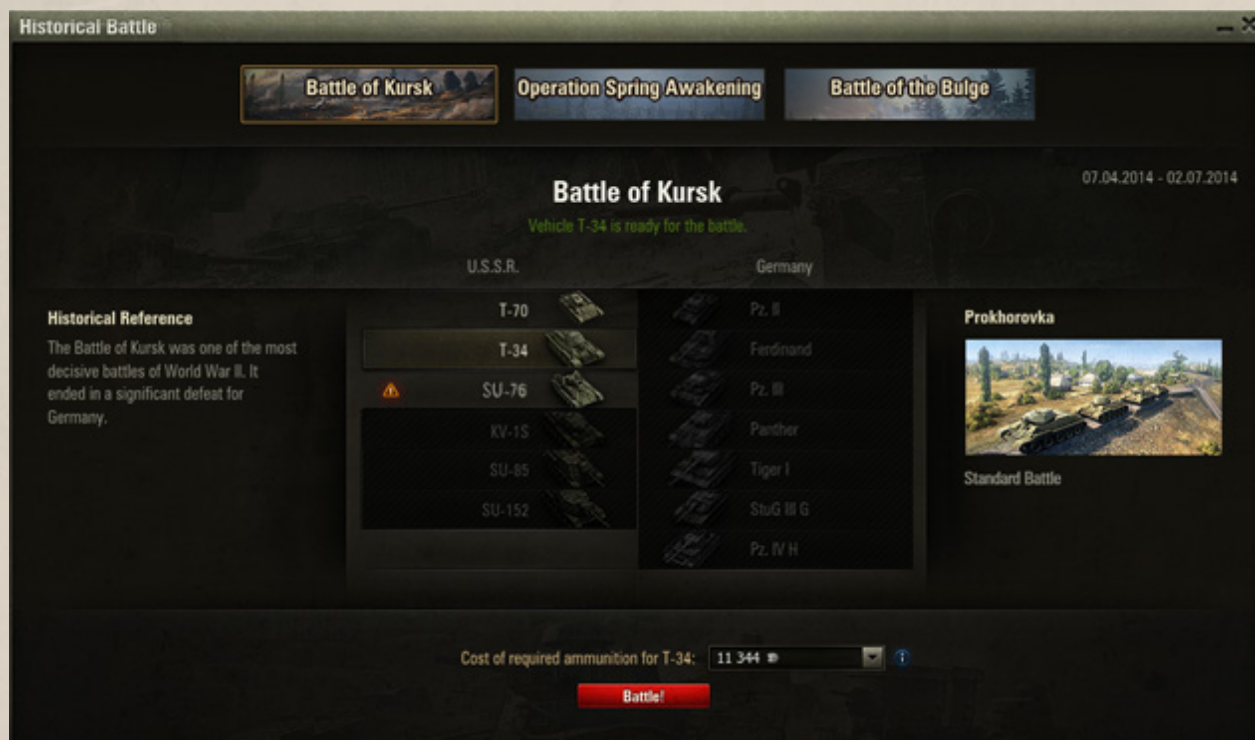 Historical Battle
Battle of Kursk
Operation Spring Awakening
Battle of the Bulge
07.04.2014 - 02.07.2014
Battle of Kursk
Vehicle T-34 is ready for the battle.
U.S.S.R.
Germany
Historical Reference
The Battle of Kursk was one of the most
decisive battles of World War II. It
ended in a significant defeat for
Germany.
T-70
T-34
SU-76
KV-1S
SU-85
SU-152
Pz. II
Ferdinand
Pz. III
Panther
Tiger I
StuG III G
Pz. IV H
Prokhorovka
Standard Battle
Cost of required ammunition for T-34:
11 344
Battle!